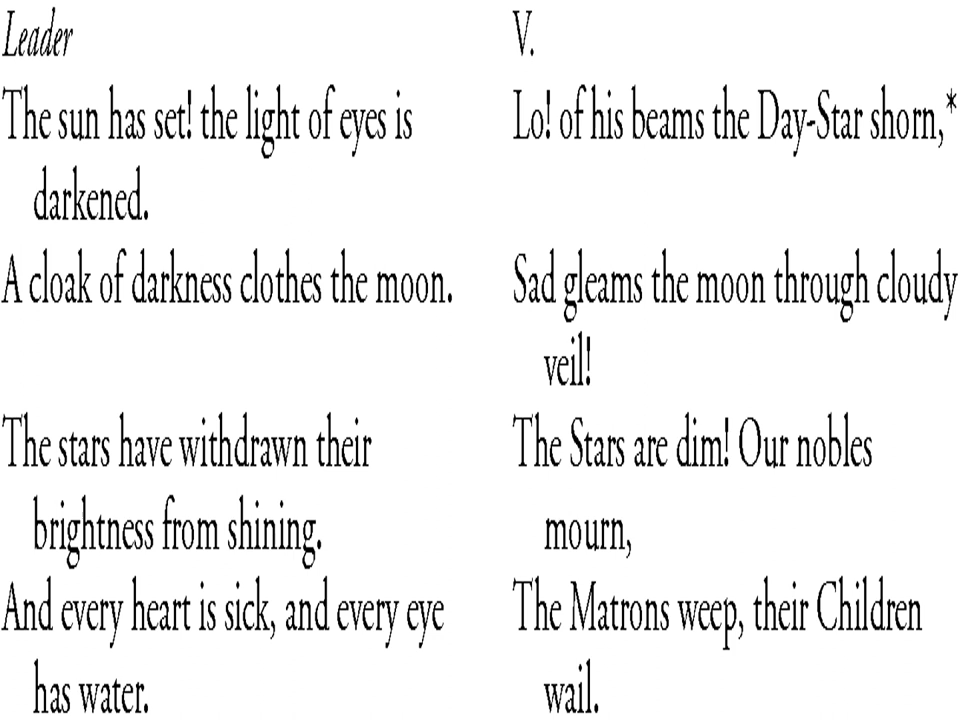 Leader
The sun has set! the light of eyes is
darkened.
A cloak of darkness clothes the moon.
The stars have withdrawn their
brightness from shining.
And every heart is sick, and every eye
has water.
V.
Lo! of his beams the Day-Star shorn,*
Sad gleams the moon through cloudy
veil!
The Stars are dim! Our nobles
mourn,
The Matrons weep, their Children
wail.